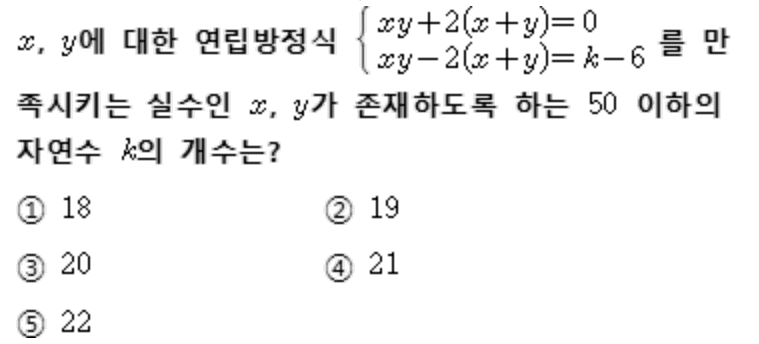 x, y에 대한 연립방정식 { xy+2(x+y)=0
xy−2(x+y)=k−6 를 만
족시키는 실수인 x, y가 존재하도록 하는 50 이하의
자연수 k의 개수는?
① 18 ② 19
③ 20 ④ 21
⑤ 22